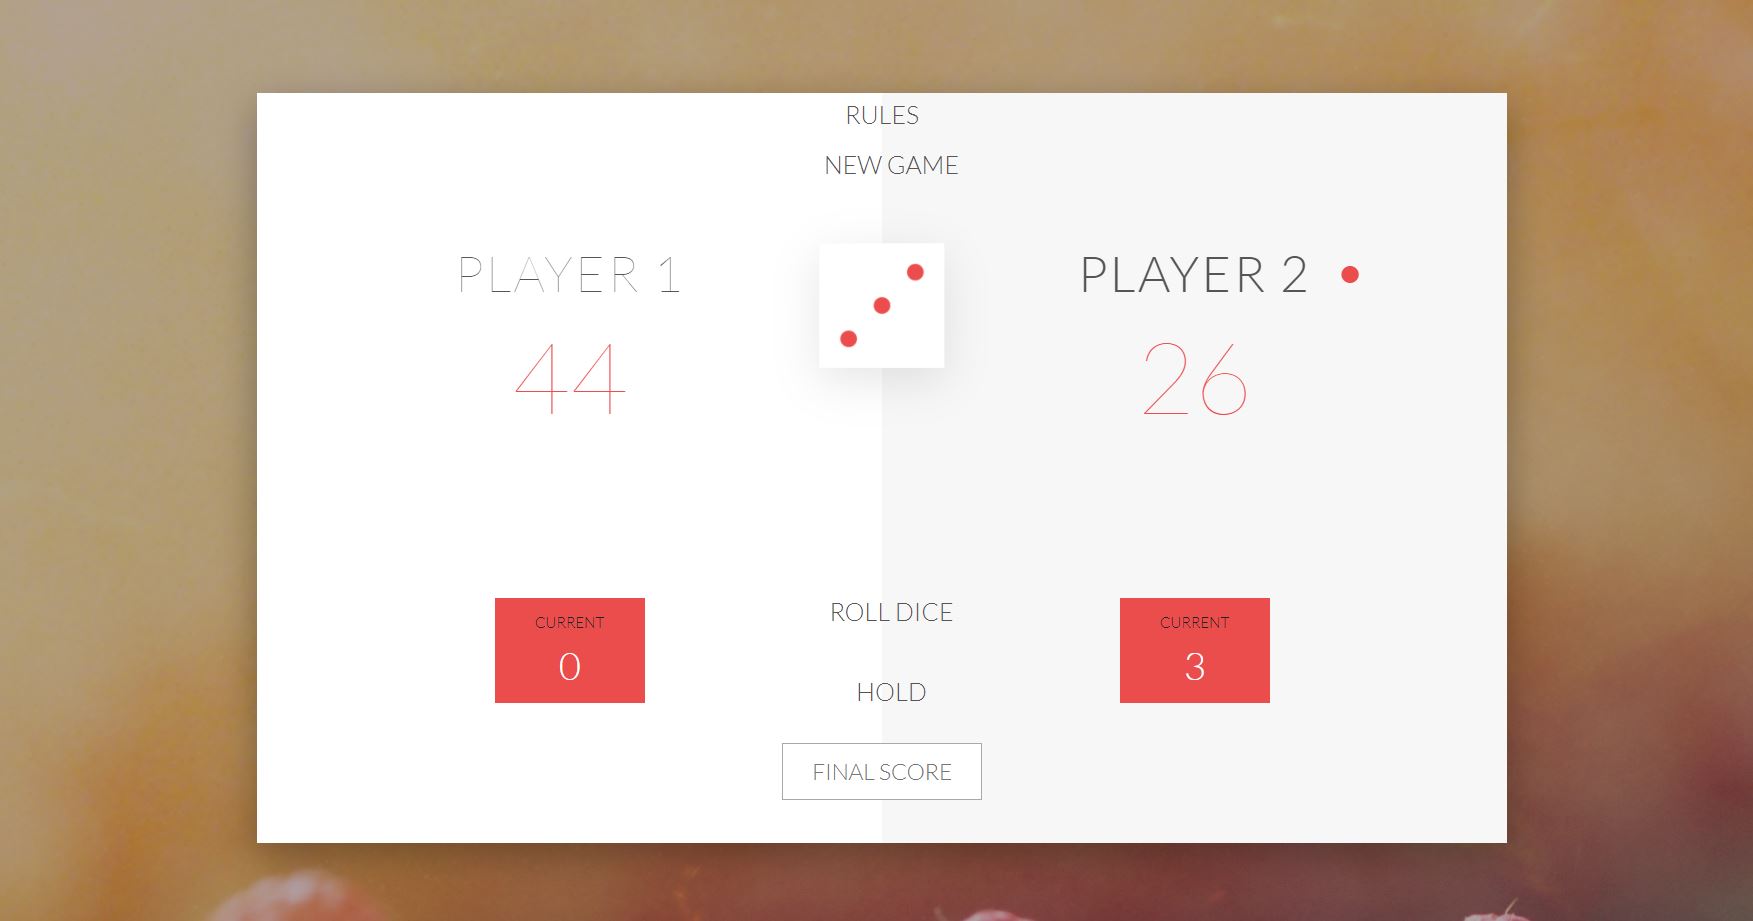 RULES
NEW GAME
PLAYER 1
PLAYER 2
44
26
CURRENT
0
ROLL DICE
CURRENT
3
HOLD
FINAL SCORE